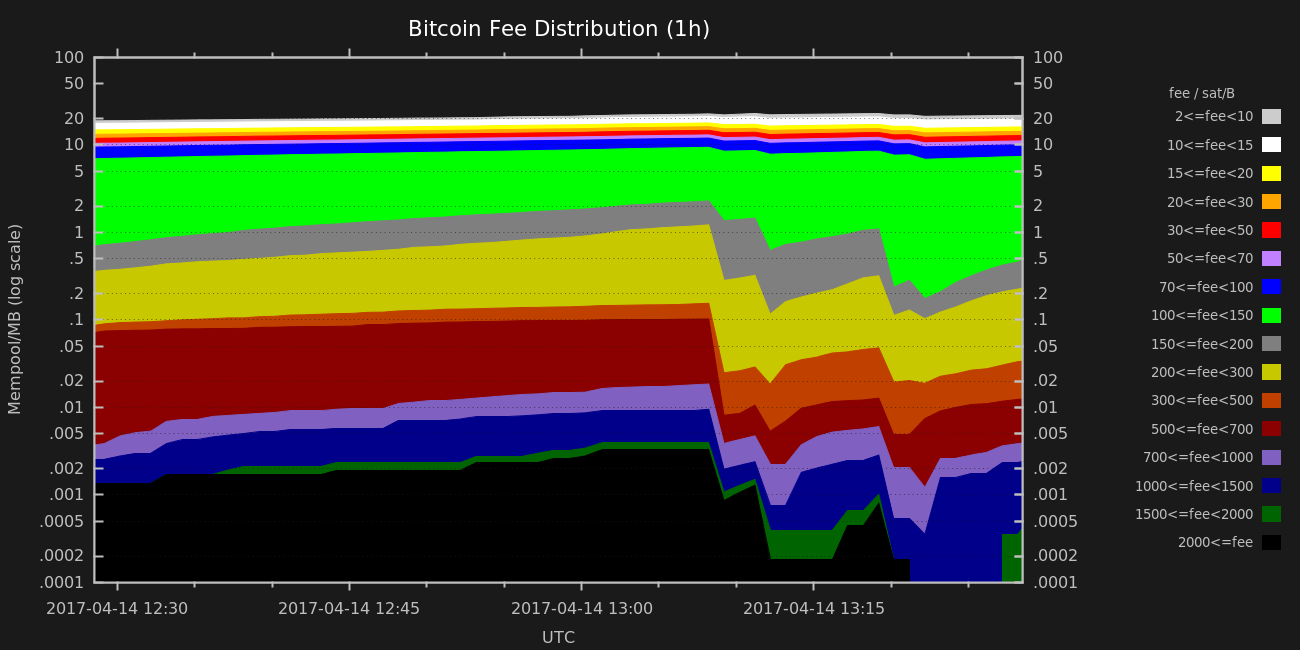 Bitcoin Fee Distribution (1h)
Mempool/MB (log scale)
100
50
20
10
5
2
1
.5
.2
.1
.05
.02
.01
.005
.002
.001
.0005
.0002
.0001
100
50
20
10
5
2
1
.5
.2
.1
.05
.02
.01
.005
.002
.001
.0005
.0002
.0001
2017-04-14 12:30
2017-04-14 12:45
2017-04-14 13:00
2017-04-14 13:15
UTC
fee / sat/B
2<=fee<10
10<=fee<15
15<=fee<20
20<=fee<30
30<=fee<50
50<=fee<70
70<=fee<100
100<=fee<150
150<=fee<200
200<=fee<300
300<=fee<500
500<=fee<700
700<=fee<1000
1000<=fee<1500
1500<=fee<2000
2000<=fee